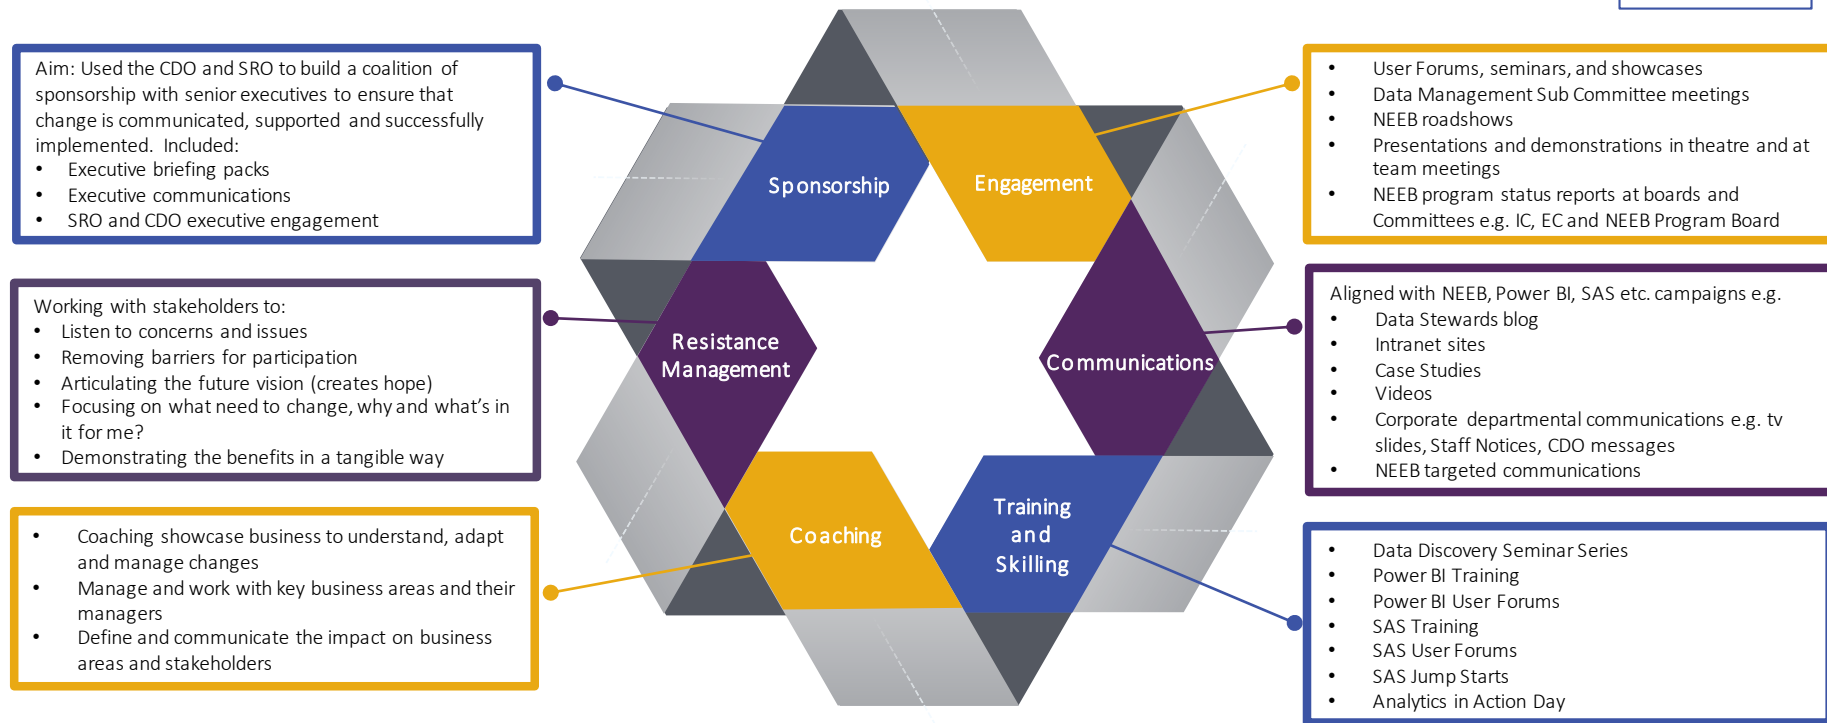 Aim: Used the CDO and SRO to build a coalition of
sponsorship with senior executives to ensure that
change is communicated, supported and successfully
implemented. Included:
• Executive briefing packs
• Executive communications
• SRO and CDO executive engagement
Working with stakeholders to:
• Listen to concerns and issues
• Removing barriers for participation
• Articulating the future vision (creates hope)
• Focusing on what need to change, why and what's in
it for me?
• Demonstrating the benefits in a tangible way
• Coaching showcase business to understand, adapt
and manage changes
• Manage and work with key business areas and their
managers
• Define and communicate the impact on business
areas and stakeholders
Sponsorship
Engagement
Resistance
Management
Communications
Coaching
Training
and
Skilling
• User Forums, seminars, and showcases
• Data Management Sub Committee meetings
• NEEB roadshows
• Presentations and demonstrations in theatre and at
team meetings
• NEEB program status reports at boards and
Committees e.g. IC, EC and NEEB Program Board
Aligned with NEEB, Power BI, SAS etc. campaigns e.g.
• Data Stewards blog
• Intranet sites
• Case Studies
• Videos
• Corporate departmental communications e.g. tv
slides, Staff Notices, CDO messages
• NEEB targeted communications
• Data Discovery Seminar Series
• Power BI Training
• Power BI User Forums
• SAS Training
• SAS User Forums
• SAS Jump Starts
• Analytics in Action Day